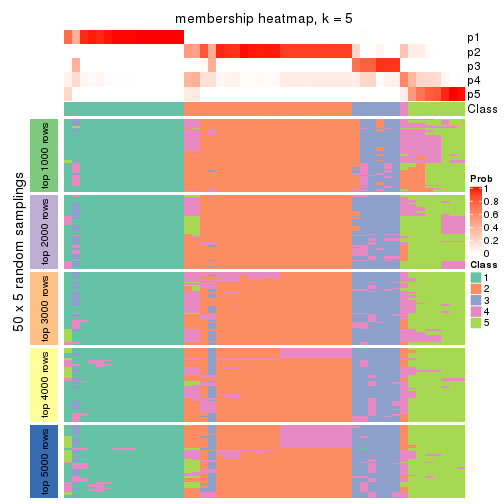 membership heatmap, k = 5
p1
p2
p3
p4
p5
Class
50 x 5 random samplings
top 1000 rows
top 2000 rows
top 3000 rows
top 4000 rows
top 5000 rows
Prob
1
0.8
0.6
0.4
0.2
0
Class
1
2
3
4
5